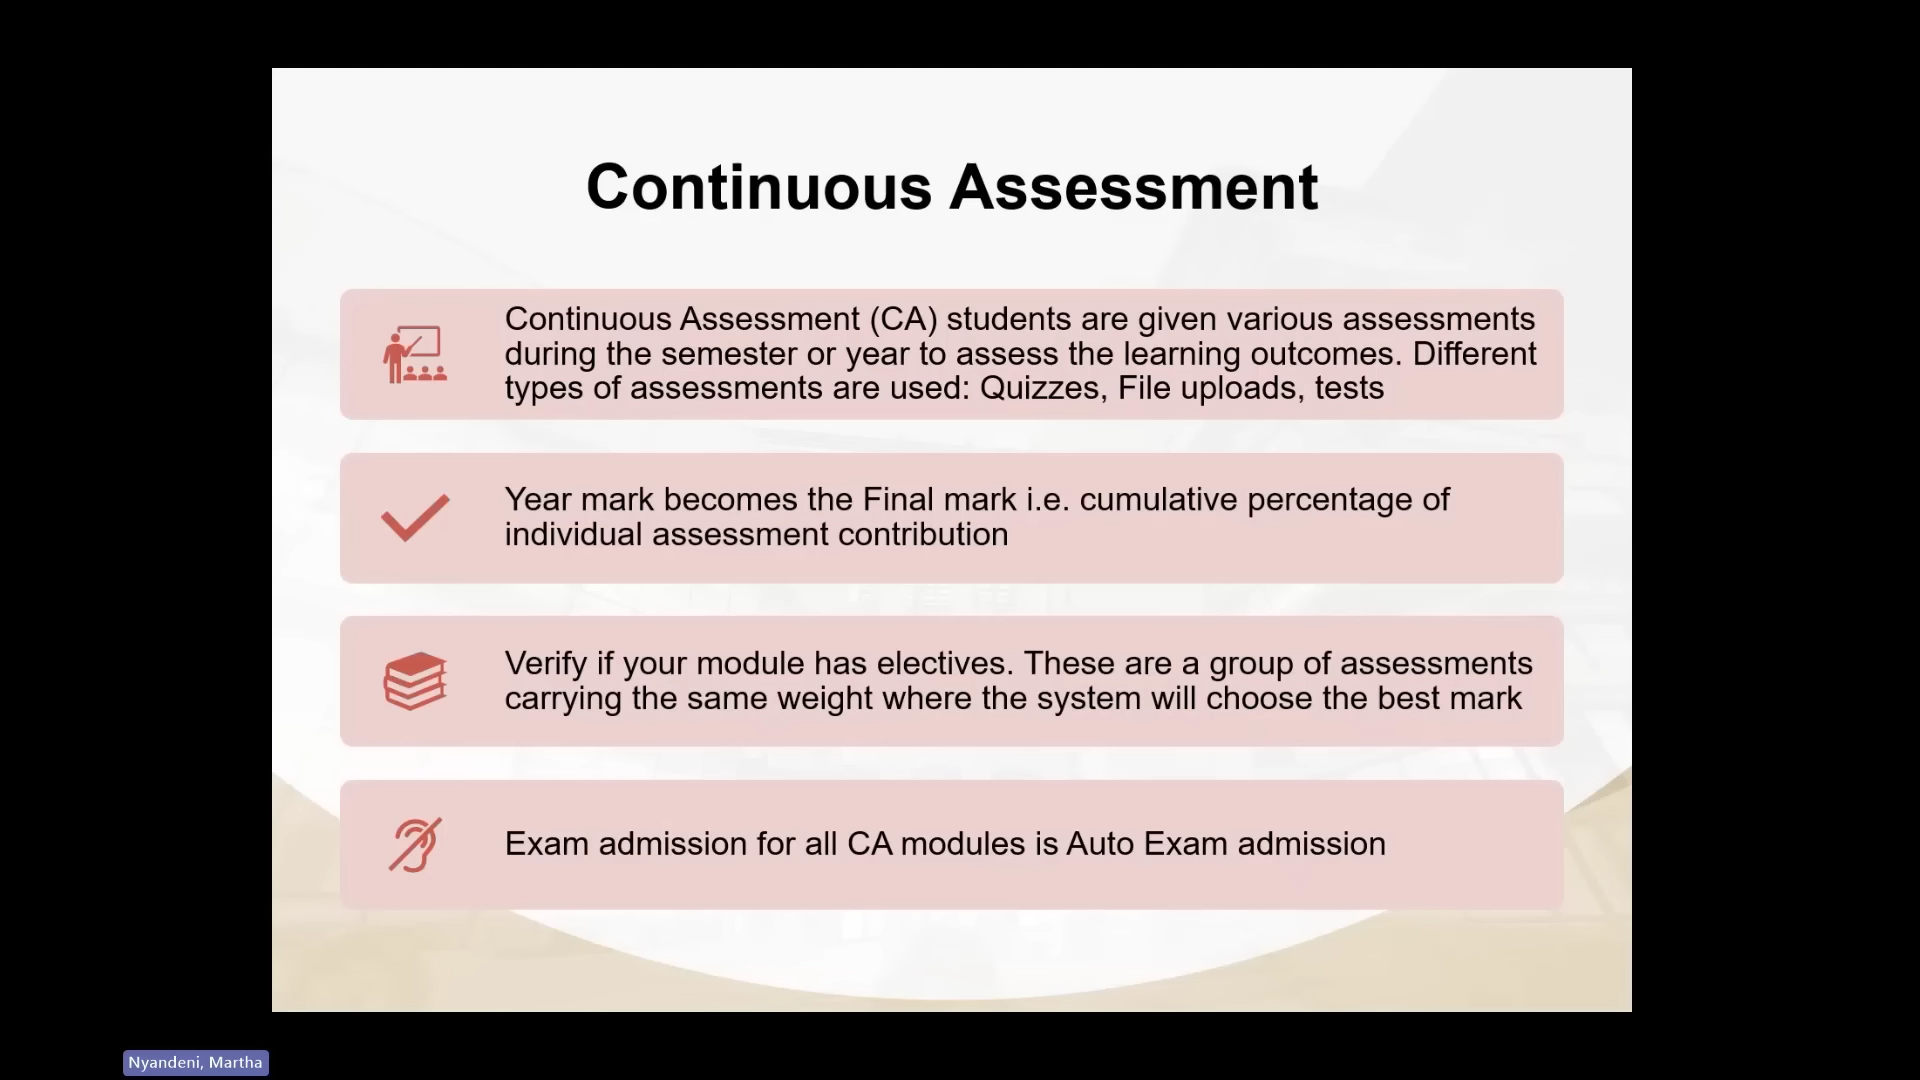 Continuous Assessment
Continuous Assessment (CA) students are given various assessments
during the semester or year to assess the learning outcomes. Different
types of assessments are used: Quizzes, File uploads, tests
Year mark becomes the Final mark i.e. cumulative percentage of
individual assessment contribution
Verify if your module has electives. These are a group of assessments
carrying the same weight where the system will choose the best mark
Exam admission for all CA modules is Auto Exam admission
Nyandeni, Martha